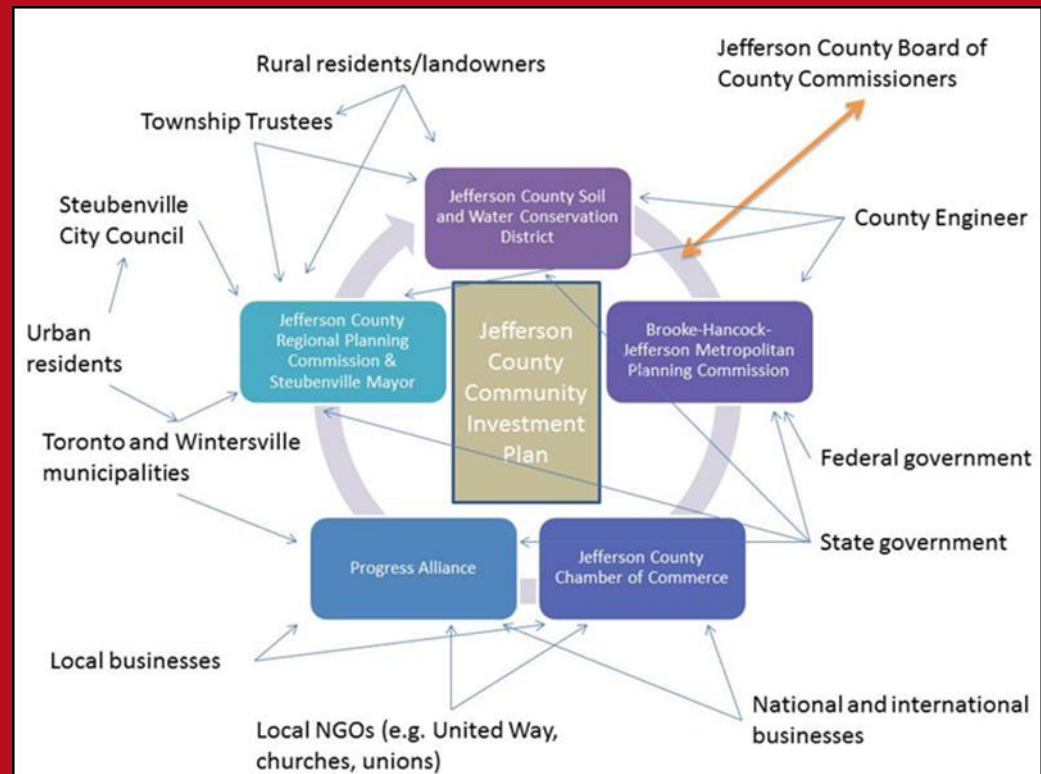 Rural residents/landowners
Jefferson County Board of
County Commissioners
Township Trustees
Steubenville
City Council
Jefferson County Soil
and Water Conservation
District
County Engineer
Urban
residents
Jefferson County
Regional Planning
Commission &
Steubenville Mayor
Jefferson
County
Community
Investment
Plan
Brooke-Hancock-
Jefferson Metropolitan
Planning Commission
Toronto and Wintersville
municipalities
Federal government
State government
Progress Alliance
Jefferson County
Chamber of Commerce
Local businesses
Local NGOs (e.g. United Way,
churches, unions)
National and international
businesses